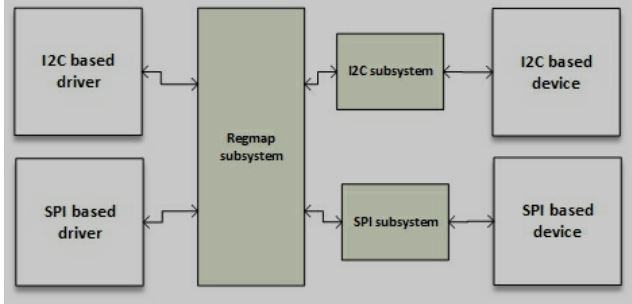 I2C based
driver
Regmap
subsystem
I2C subsystem
I2C based
device
SPI based
driver
SPI subsystem
SPI based
device